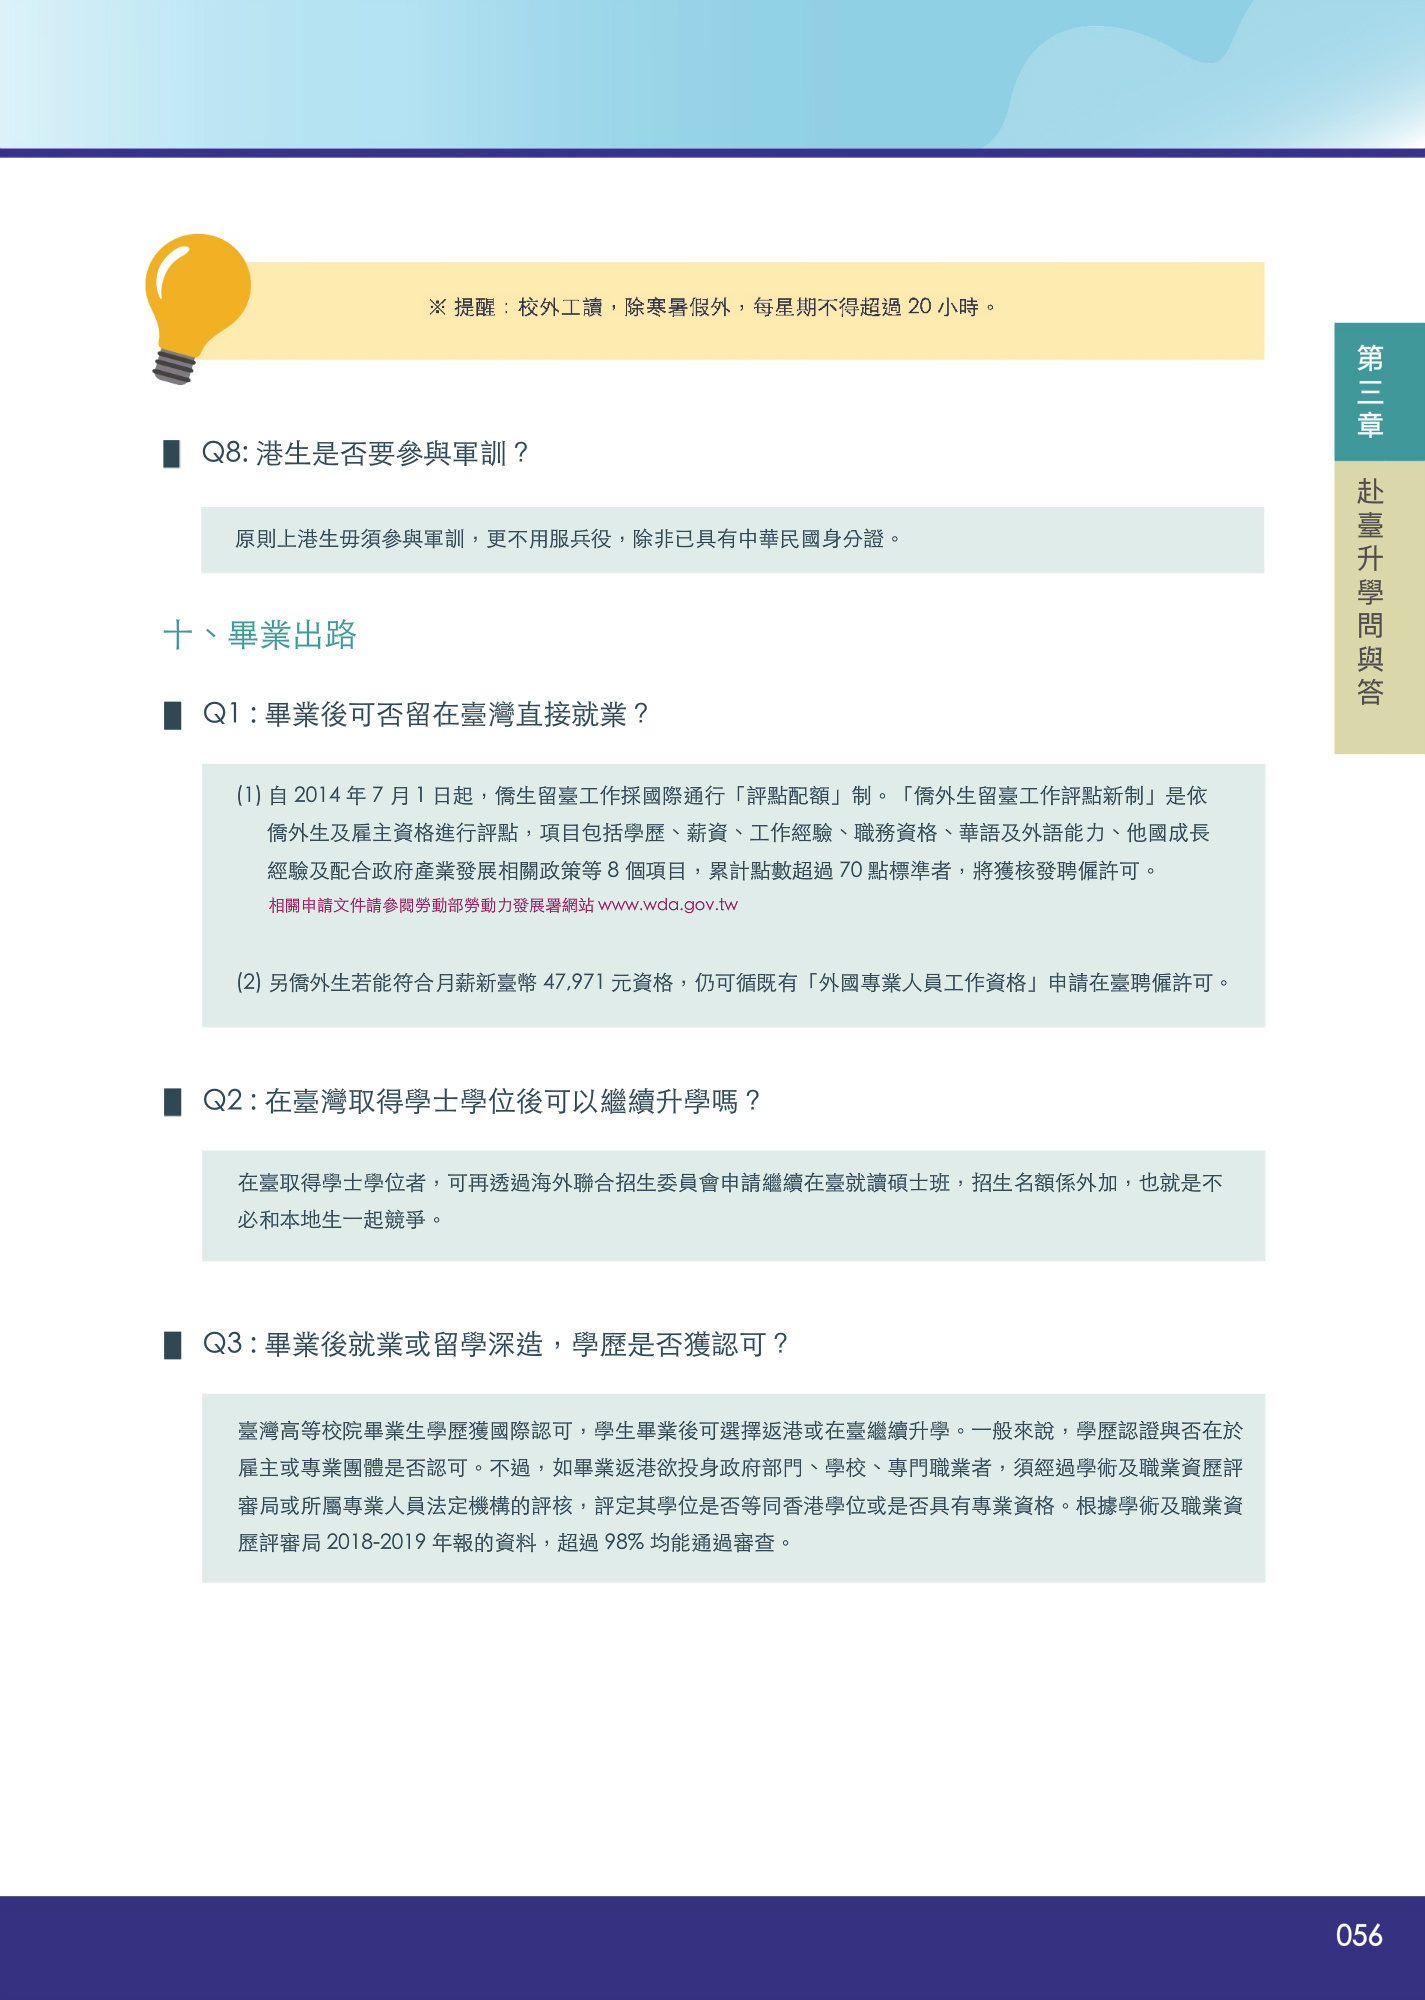 ※ 提醒：校外工讀，除寒暑假外，每星期不得超過 20 小時。
第三章
赴臺升學問與答
Q8: 港生是否要參與軍訓？
原則上港生毋須參與軍訓，更不用服兵役，除非已具有中華民國身分證。
十、畢業出路
Q1 : 畢業後可否留在臺灣直接就業？
(1) 自 2014 年 7 月 1 日起，僑生留臺工作採國際通行「評點配額」制。「僑外生留臺工作評點新制」是依
僑外生及雇主資格進行評點，項目包括學歷、薪資、工作經驗、職務資格、華語及外語能力、他國成長
經驗及配合政府產業發展相關政策等 8 個項目，累計點數超過 70 點標準者，將獲核發聘僱許可。
相關申請文件請參閱勞動部勞動力發展署網站 www.wda.gov.tw
(2) 另僑外生若能符合月薪新臺幣 47,971 元資格，仍可循既有「外國專業人員工作資格」申請在臺聘僱許可。
Q2 : 在臺灣取得學士學位後可以繼續升學嗎？
在臺取得學士學位者，可再透過海外聯合招生委員會申請繼續在臺就讀碩士班，招生名額係外加，也就是不
必和本地生一起競爭。
Q3 : 畢業後就業或留學深造，學歷是否獲認可？
臺灣高等校院畢業生學歷獲國際認可，學生畢業後可選擇返港或在臺繼續升學。一般來說，學歷認證與否在於
雇主或專業團體是否認可。不過，如畢業返港欲投身政府部門、學校、專門職業者，須經過學術及職業資歷評
審局或所屬專業人員法定機構的評核，評定其學位是否等同香港學位或是否具有專業資格。根據學術及職業資
歷評審局 2018-2019 年報的資料，超過 98% 均能通過審查。
056